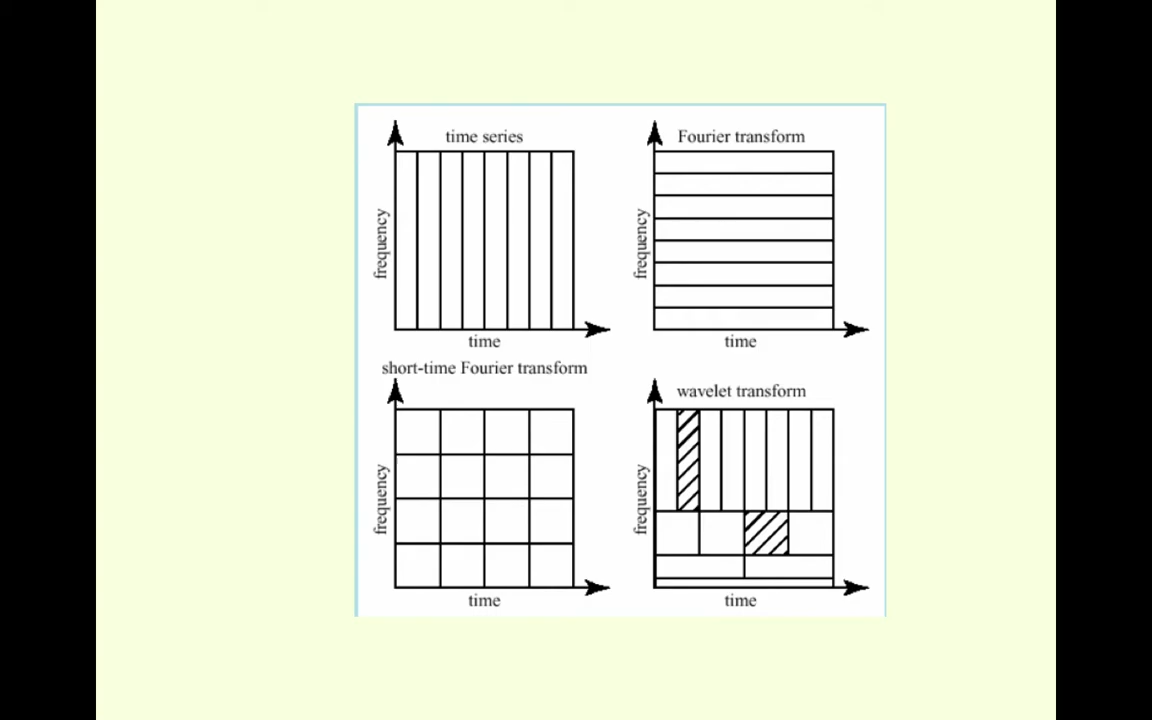 time series
frequency
time
Fourier transform
frequency
time
short-time Fourier transform
frequency
time
wavelet transform
frequency
time